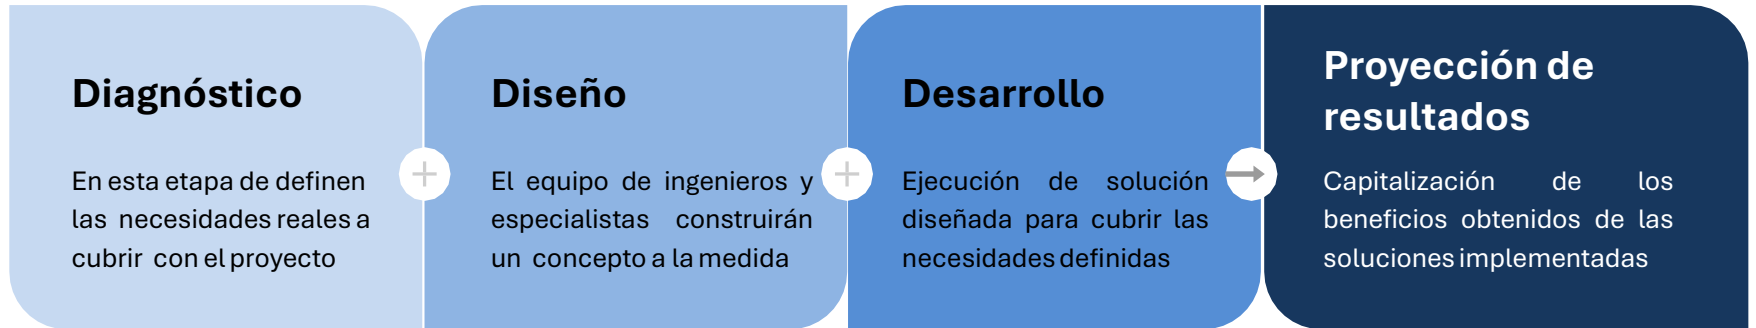 Diagnóstico
En esta etapa de definen
las necesidades reales a
cubrir con el proyecto
Diseño
El equipo de ingenieros y
especialistas construirán
un concepto a la medida
Desarrollo
Ejecución de solución
diseñada para cubrir las
necesidades definidas
Proyección de
resultados
Capitalización de los
beneficios obtenidos de las
soluciones implementadas